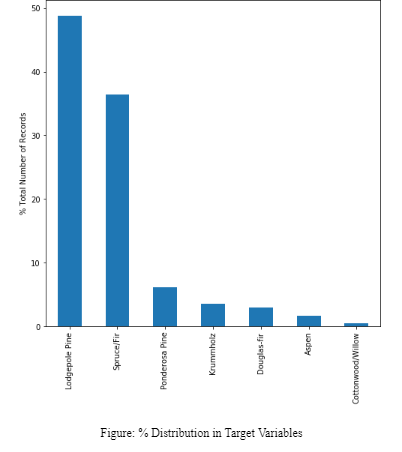 50
40
30
20
10
0
% Total Number of Records
Lodgepole Pine
Spruce/Fir
Ponderosa Pine
Krummholz
Douglas-fir
Aspen
Cottonwood/Willow
Figure: % Distribution in Target Variables